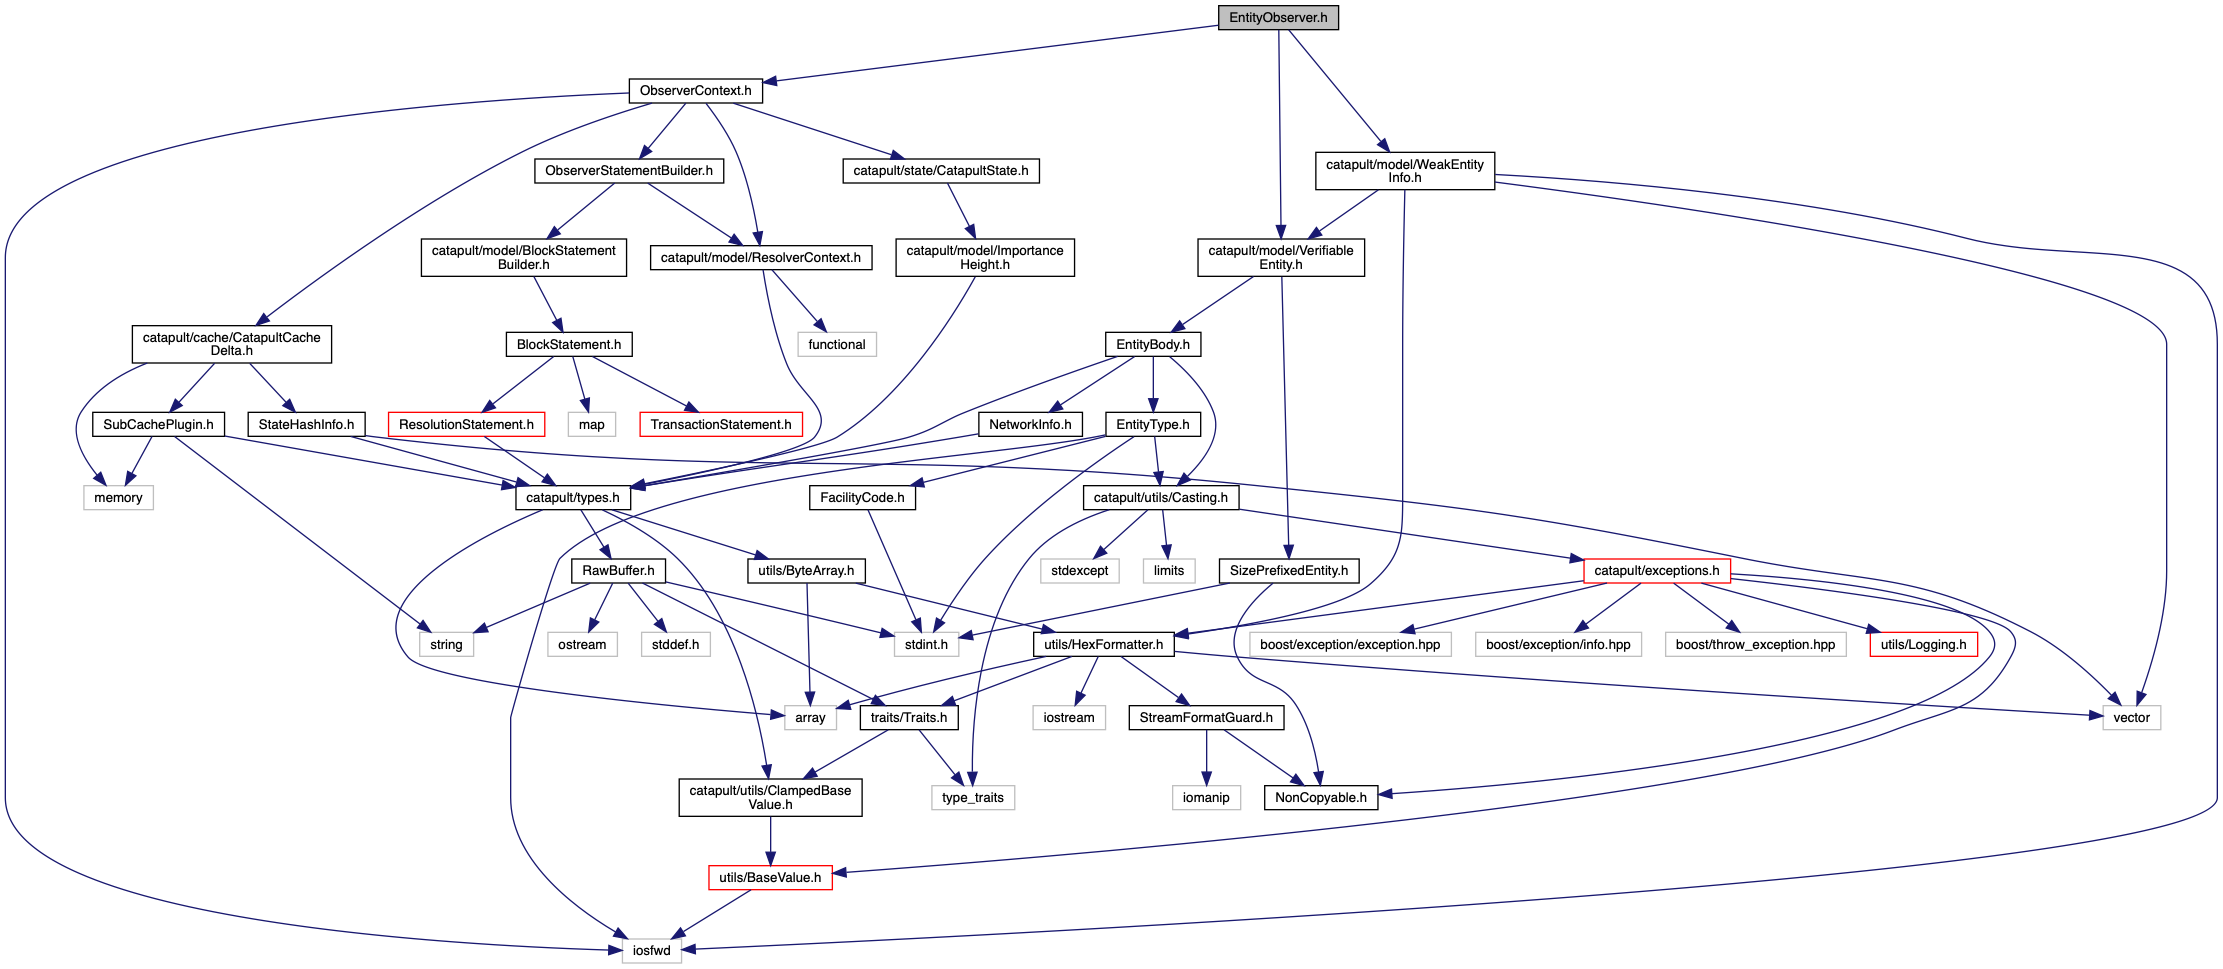 EntityObserver.h
ObserverContext.h
ObserverStatementBuilder.h
catapult/state/CatapultState.h
catapult/model/WeakEntity
Info.h
catapult/model/BlockStatement
Builder.h
catapult/model/ResolverContext.h
catapult/model/Importance
Height.h
catapult/model/Verifiable
Entity.h
catapult/cache/CatapultCache
Delta.h
BlockStatement.h
functional
EntityBody.h
SubCachePlugin.h
StateHashInfo.h
ResolutionStatement.h
map
TransactionStatement.h
NetworkInfo.h
EntityType.h
memory
catapult/types.h
FacilityCode.h
catapult/utils/Casting.h
RawBuffer.h
utils/ByteArray.h
stdexcept
limits
SizePrefixedEntity.h
catapult/exceptions.h
string
ostream
stddef.h
stdint.h
utils/HexFormatter.h
boost/exception/exception.hpp
boost/exception/info.hpp
boost/throw_exception.hpp
utils/Logging.h
array
traits/Traits.h
iostream
StreamFormatGuard.h
vector
catapult/utils/ClampedBase
Value.h
type_traits
iomanip
NonCopyable.h
utils/BaseValue.h
iosfwd